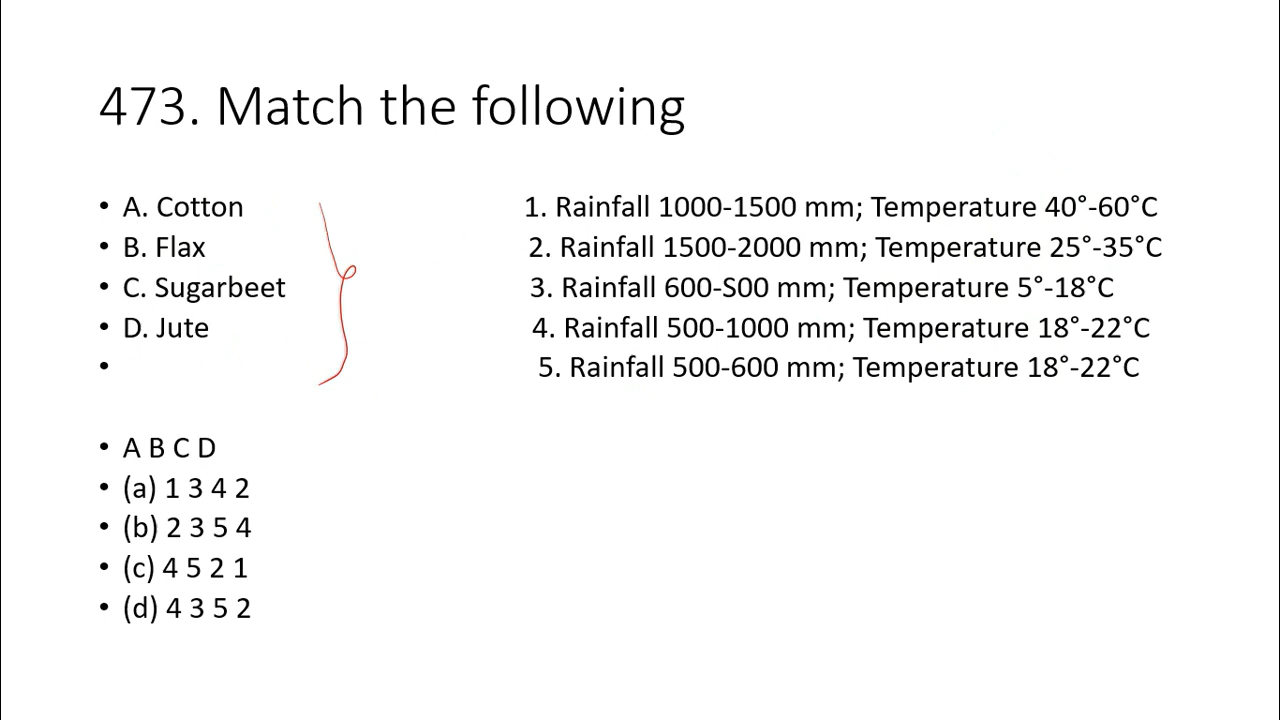 473. Match the following
• A. Cotton 1. Rainfall 1000-1500 mm; Temperature 40°-60°C
• B. Flax 2. Rainfall 1500-2000 mm; Temperature 25°-35°C
• C. Sugarbeet 3. Rainfall 600-S00 mm; Temperature 5°-18°C
• D. Jute 4. Rainfall 500-1000 mm; Temperature 18°-22°C
• 5. Rainfall 500-600 mm; Temperature 18°-22°C
• A B C D
• (a) 1 3 4 2
• (b) 2 3 5 4
• (c) 4 5 2 1
• (d) 4 3 5 2